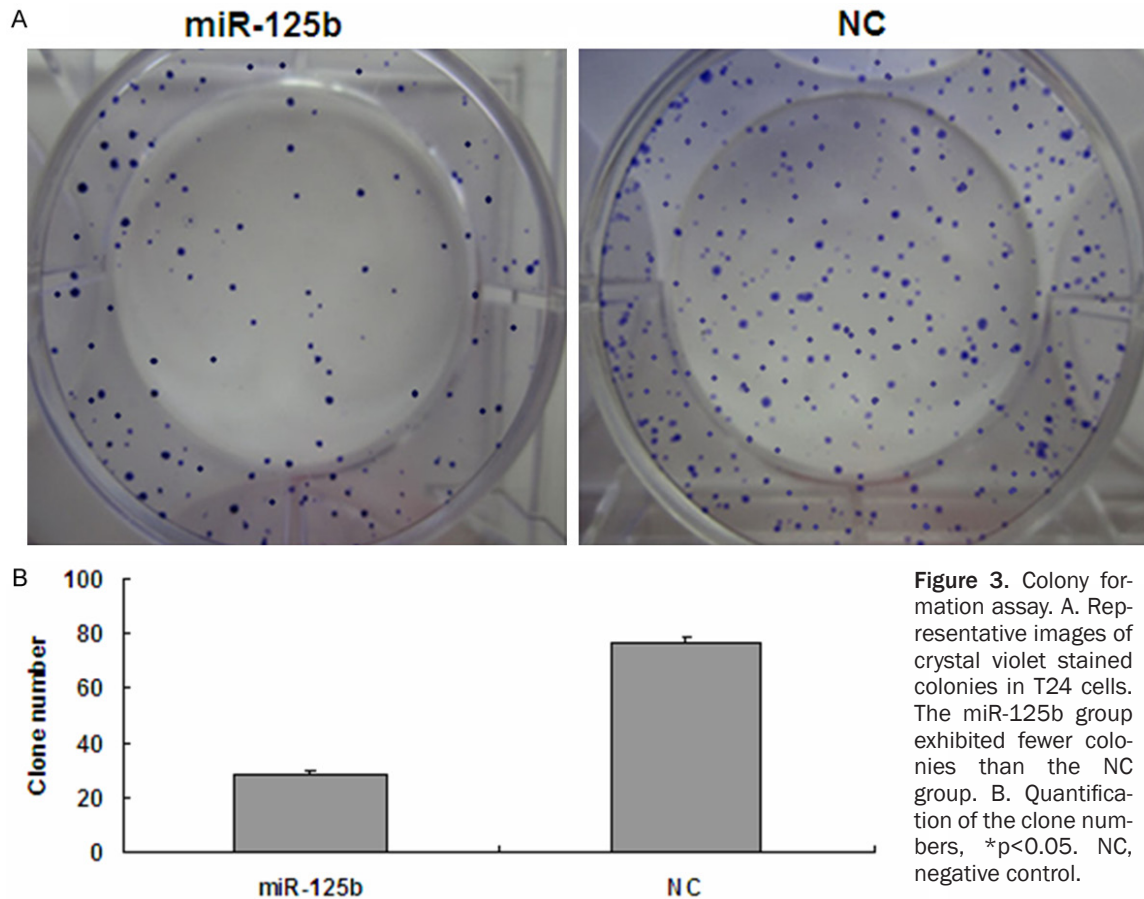 A
miR-125b
NC
B
100
80
60
40
20
0
Clone number
miR-125b
NC
Figure 3. Colony for-
mation assay. A. Rep-
resentative images of
crystal violet stained
colonies in T24 cells.
The miR-125b group
exhibited fewer colo-
nies than the NC
group. B. Quantifica-
tion of the clone num-
bers, *p<0.05. NC,
negative control.